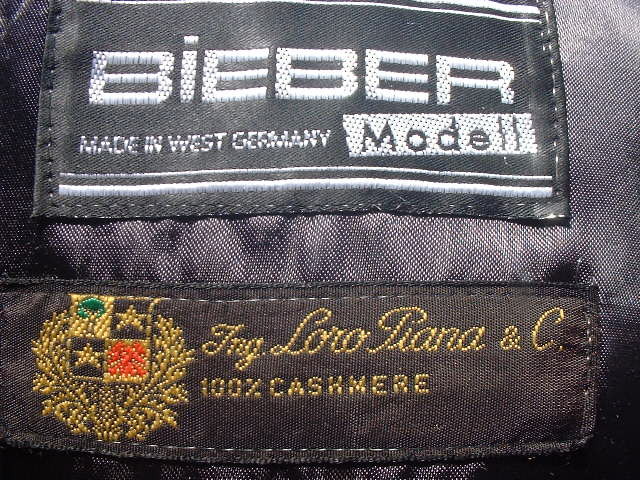 BiEBER
MADE IN WEST GERMANY Modell
Ing Loro Piana & C.
100% CASHMERE